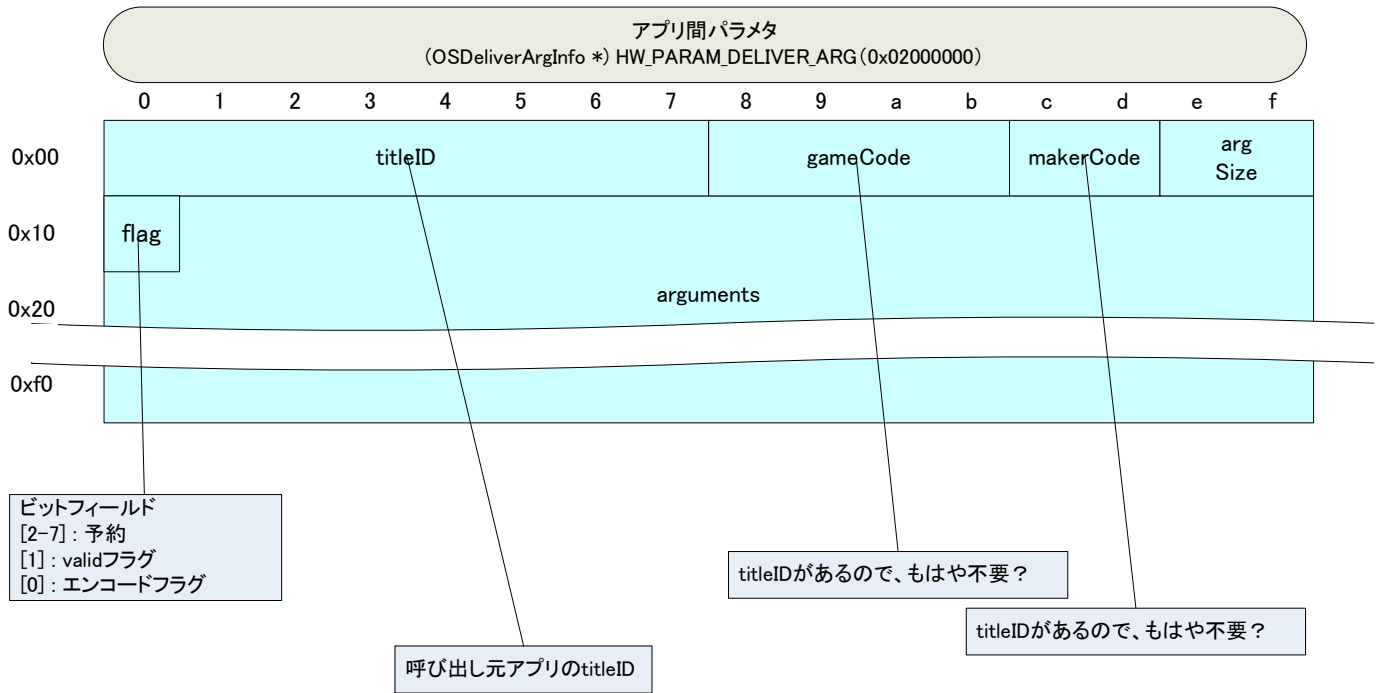 アプリ間パラメタ
(OSDeliverArgInfo *) HW_PARAM_DELIVER_ARG(0x02000000)
0 1 2 3 4 5 6 7 8 9 a b c d e f
0x00 titleID gameCode makerCode arg
Size
0x10 flag
0x20 arguments
0xf0
ビットフィールド
[2-7] : 予約
[1] : validフラグ
[0] : エンコードフラグ
titleIDがあるので、もはや不要?
titleIDがあるので、もはや不要?
呼び出し元アプリのtitleID